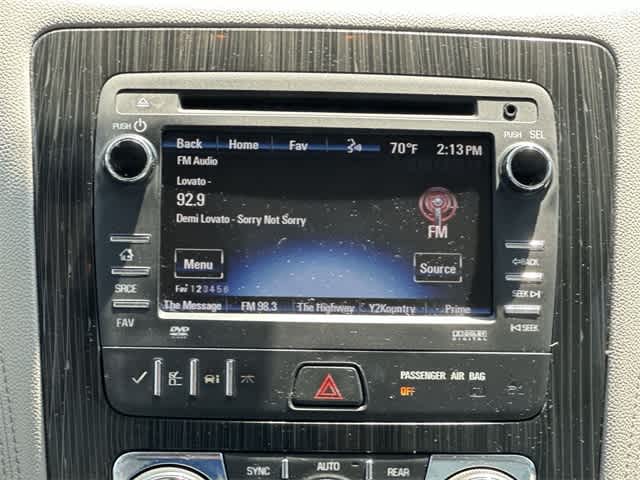 PUSH
PUSH SEL
Back Home Fav 70°F 2:13 PM
FM Audio
Lovato -
92.9
Demi Lovato - Sorry Not Sorry
FM
Menu
Source
Fav 1 2 3 4 5 6
The Message FM 98.3 The Highway Y2Kountry Prime
SRCE
FAV
BACK
SEEK
SEEK
DVD
DOLBY
DIGITAL
PASSENGER AIR BAG
OFF
SYNC AUTO REAR